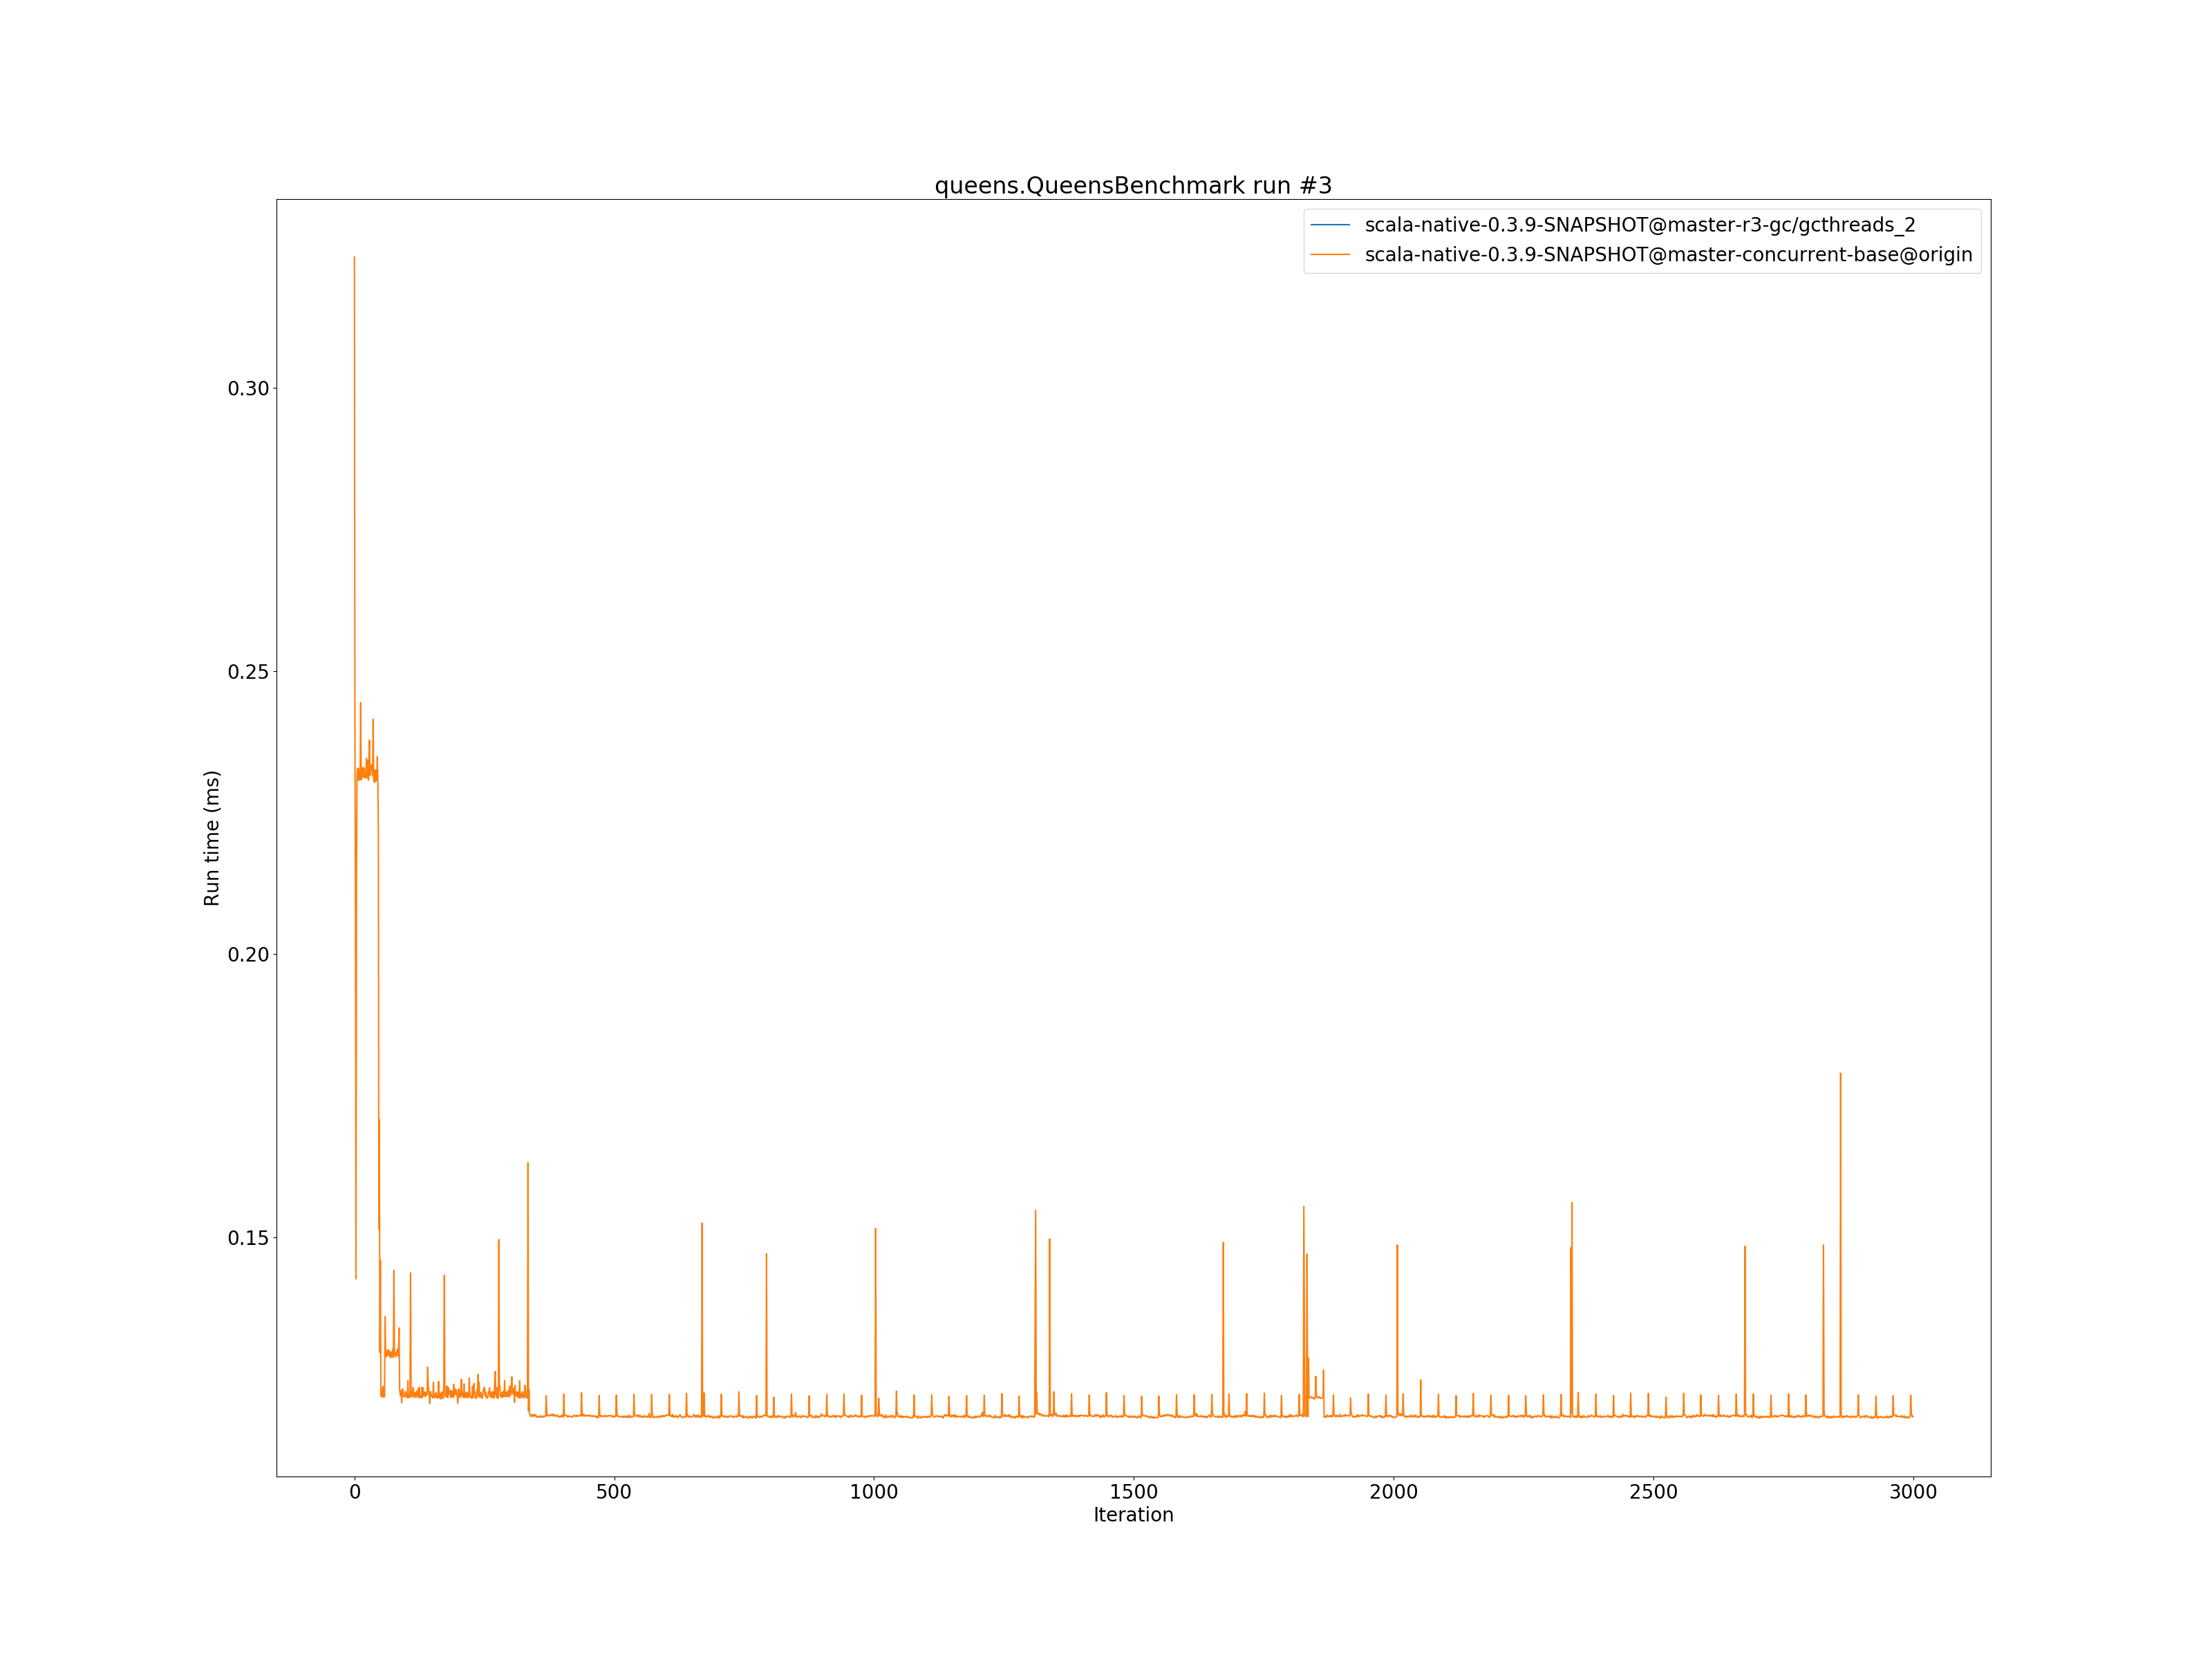 queens.QueensBenchmark run #3
scala-native-0.3.9-SNAPSHOT@master-r3-gc/gcthreads_2
scala-native-0.3.9-SNAPSHOT@master-concurrent-base@origin
0.30
0.25
0.20
0.15
Run time (ms)
0 500 1000 1500 2000 2500 3000
Iteration